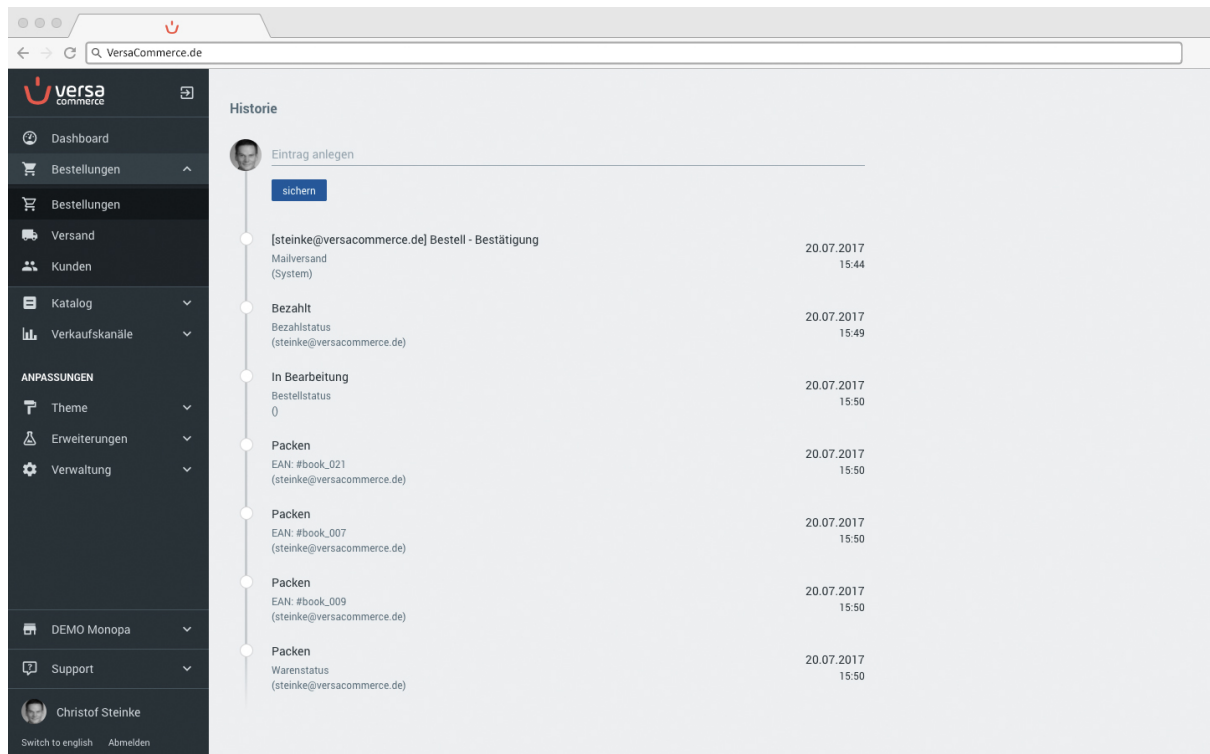 VersaCommerce.de
versa
commerce
Dashboard
Bestellungen
Bestellungen
Versand
Kunden
Katalog
Verkaufskanäle
ANPASSUNGEN
Theme
Erweiterungen
Verwaltung
DEMO Monopa
Support
Christof Steinke
Switch to english Abmelden
Historie
Eintrag anlegen
sichern
[steinke@versacommerce.de] Bestell - Bestätigung
Mailversand
(System)
20.07.2017
15:44
Bezahlt
Bezahlstatus
(steinke@versacommerce.de)
20.07.2017
15:49
In Bearbeitung
Bestellstatus
()
20.07.2017
15:50
Packen
EAN: #book_021
(steinke@versacommerce.de)
20.07.2017
15:50
Packen
EAN: #book_007
(steinke@versacommerce.de)
20.07.2017
15:50
Packen
EAN: #book_009
(steinke@versacommerce.de)
20.07.2017
15:50
Packen
Warenstatus
(steinke@versacommerce.de)
20.07.2017
15:50